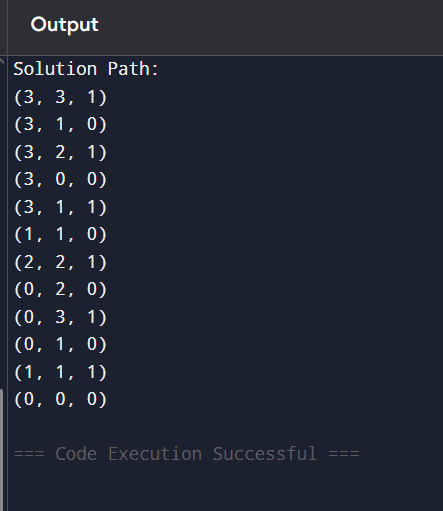 Output
Solution Path:
(3, 3, 1)
(3, 1, 0)
(3, 2, 1)
(3, 0, 0)
(3, 1, 1)
(1, 1, 0)
(2, 2, 1)
(0, 2, 0)
(0, 3, 1)
(0, 1, 0)
(1, 1, 1)
(0, 0, 0)
=== Code Execution Successful ===